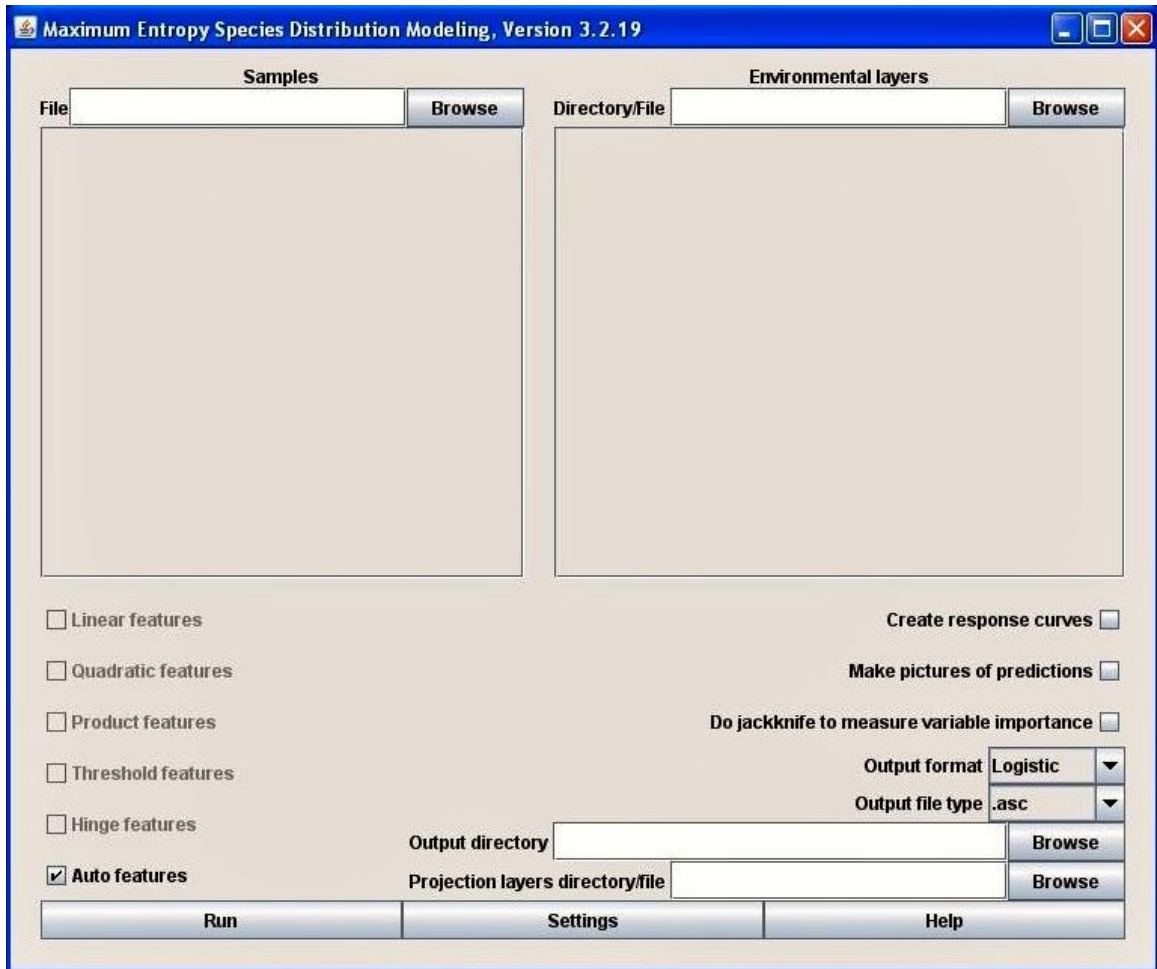 Maximum Entropy Species Distribution Modeling, Version 3.2.19
Samples
File
Browse
Environmental layers
Directory/File
Browse
Linear features
Quadratic features
Product features
Threshold features
Hinge features
Auto features
Create response curves
Make pictures of predictions
Do jackknife to measure variable importance
Output format Logistic
Output file type .asc
Output directory
Browse
Projection layers directory/file
Browse
Run
Settings
Help